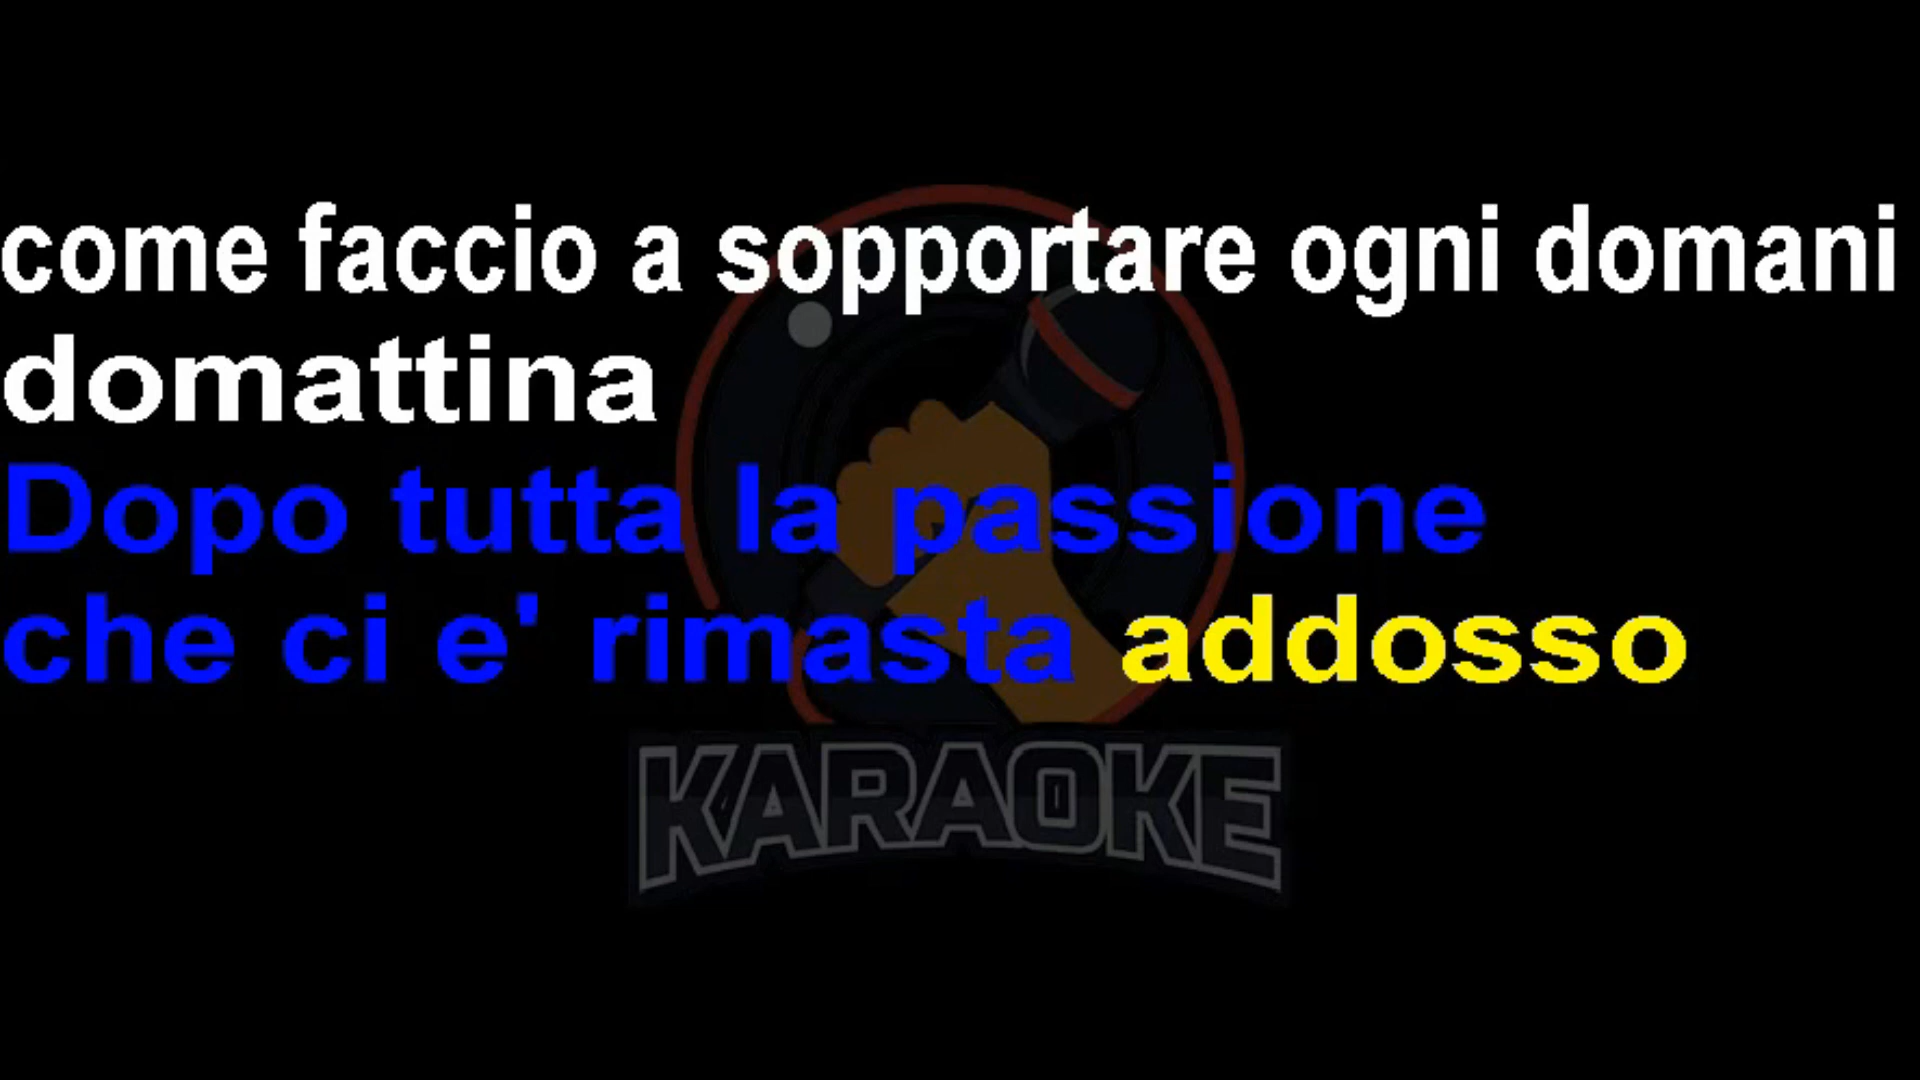 come faccio a sopportare ogni domani
domattina
Dopo tutta la passione
che ci e' rimasta addosso
KARAOKE